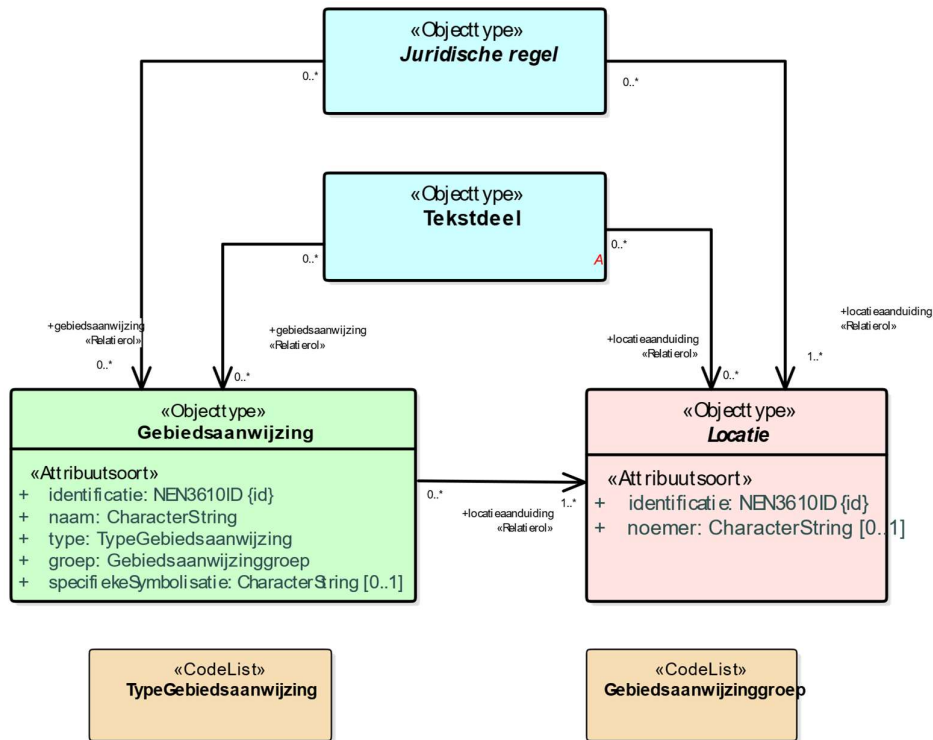 «Objecttype»
Juridische regel
0..*
0..*
«Objecttype»
Tekstdeel
0..*
0..*
A
+gebiedsaanwijzing
«Relatierol»
0..*
+gebiedsaanwijzing
«Relatierol»
0..*
+locatieaanduiding
«Relatierol»
0..*
+locatieaanduiding
«Relatierol»
1..*
«Objecttype»
Gebiedsaanwijzing
«Attribuutsoort»
+ identificatie: NEN3610ID {id}
+ naam: CharacterString
+ type: TypeGebiedsaanwijzing
+ groep: Gebiedsaanwijzinggroep
+ specifiekeSymbolisatie: CharacterString [0..1]
0..*
+locatieaanduiding
«Relatierol»
1..*
«Objecttype»
Locatie
«Attribuutsoort»
+ identificatie: NEN3610ID {id}
+ noemer: CharacterString [0..1]
«CodeList»
TypeGebiedsaanwijzing
«CodeList»
Gebiedsaanwijzinggroep